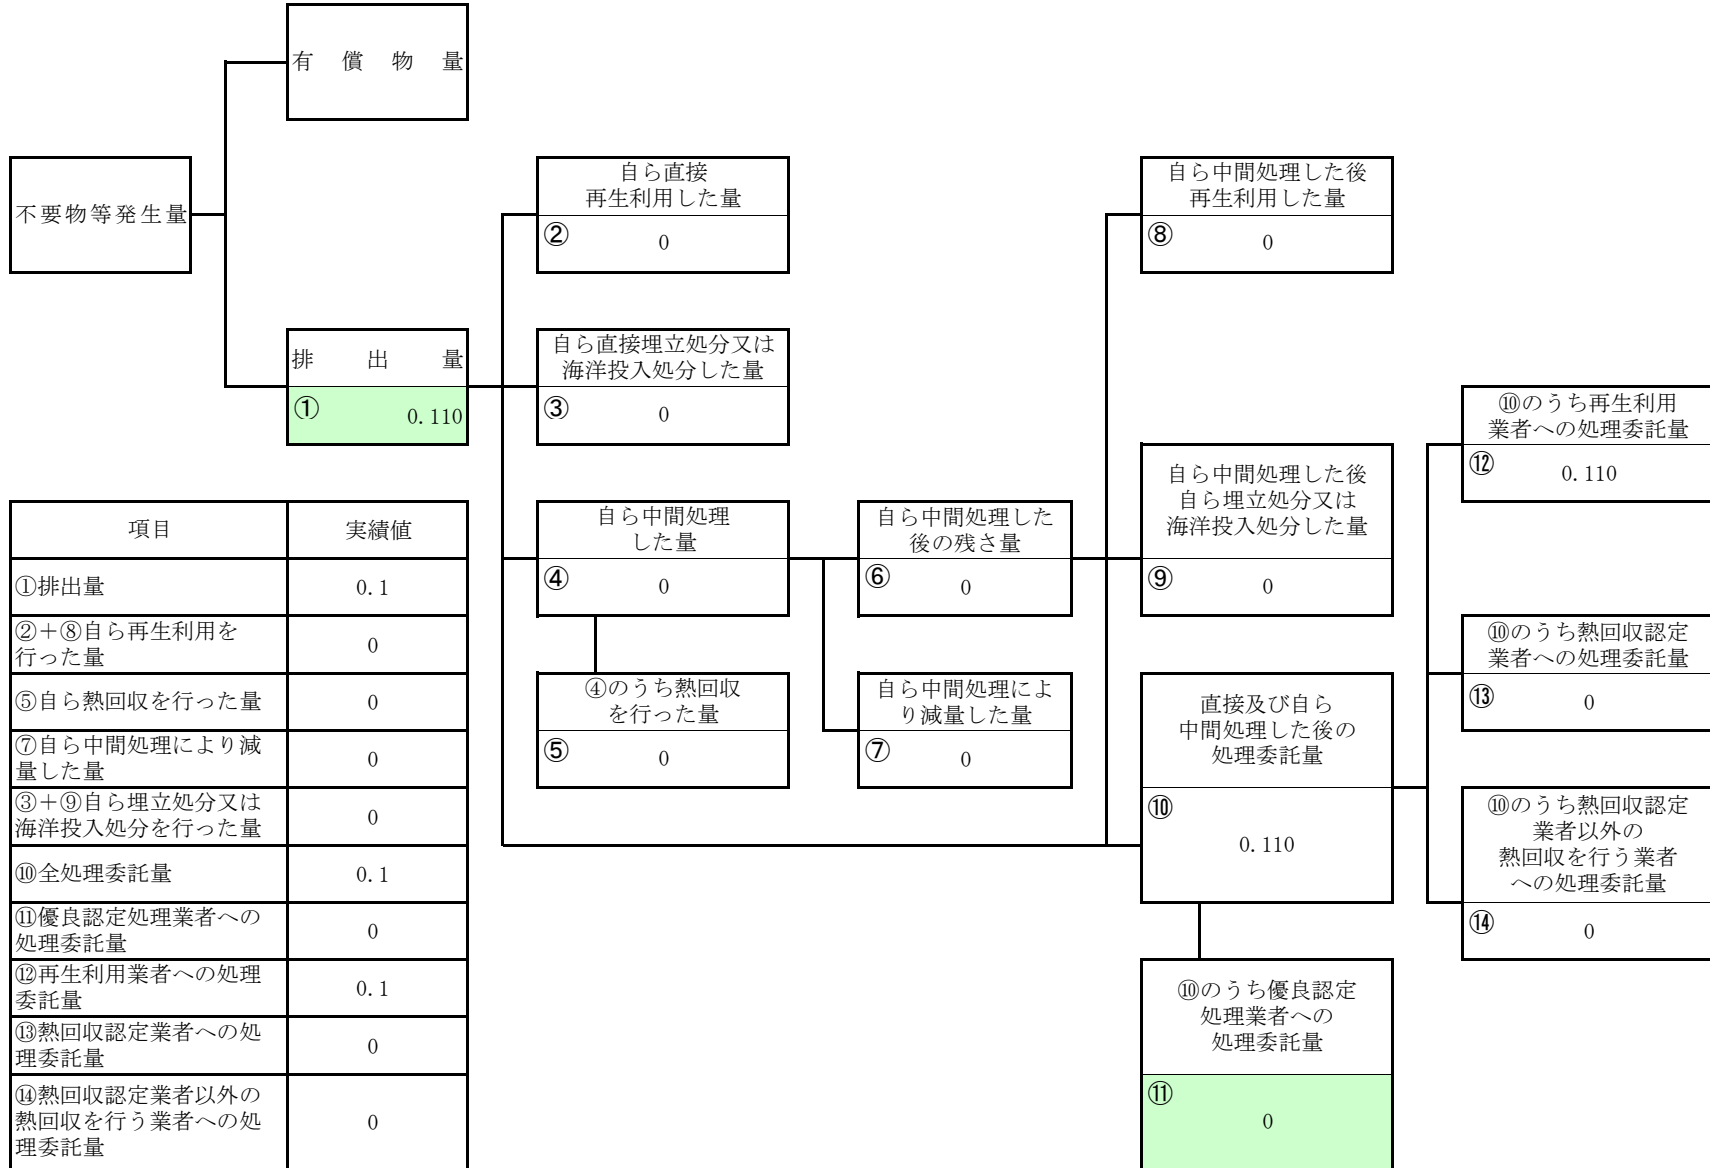 有償物量
不要物等発生量
自ら直接
再生利用した量
② 0
自ら中間処理した後
再生利用した量
⑧ 0
排出量
① 0.110
自ら直接埋立処分又は
海洋投入処分した量
③ 0
⑩のうち再生利用
業者への処理委託量
⑫ 0.110
自ら中間処理した後
自ら埋立処分又は
海洋投入処分した量
⑨ 0
自ら中間処理
した量
④ 0
自ら中間処理した
後の残さ量
⑥ 0
④のうち熱回収
を行った量
⑤ 0
自ら中間処理によ
り減量した量
⑦ 0
直接及び自ら
中間処理した後の
処理委託量
⑩
0.110
⑩のうち熱回収認定
業者への処理委託量
⑬ 0
⑩のうち熱回収認定
業者以外の
熱回収を行う業者
への処理委託量
⑭ 0
⑩のうち優良認定
処理業者への
処理委託量
⑪
0
項目 実績値
①排出量 0.1
②+⑧自ら再生利用を
行った量 0
⑤自ら熱回収を行った量 0
⑦自ら中間処理により減
量した量 0
③+⑨自ら埋立処分又は
海洋投入処分を行った量 0
⑩全処理委託量 0.1
⑪優良認定処理業者への
処理委託量 0
⑫再生利用業者への処理
委託量 0.1
⑬熱回収認定業者への処
理委託量 0
⑭熱回収認定業者以外の
熱回収を行う業者への処
理委託量 0